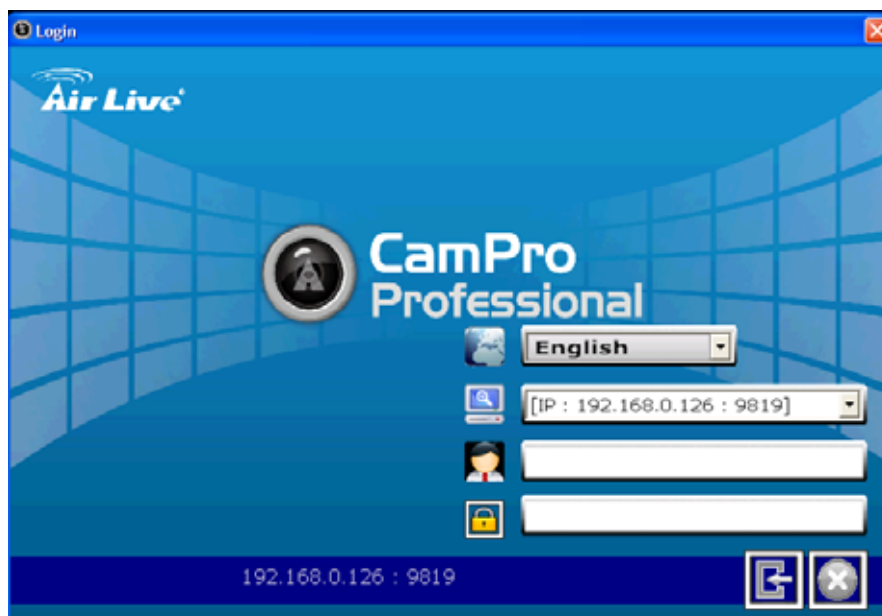 Login
Air Live
CamPro
Professional
English
[IP : 192.168.0.126 : 9819]
192.168.0.126 : 9819